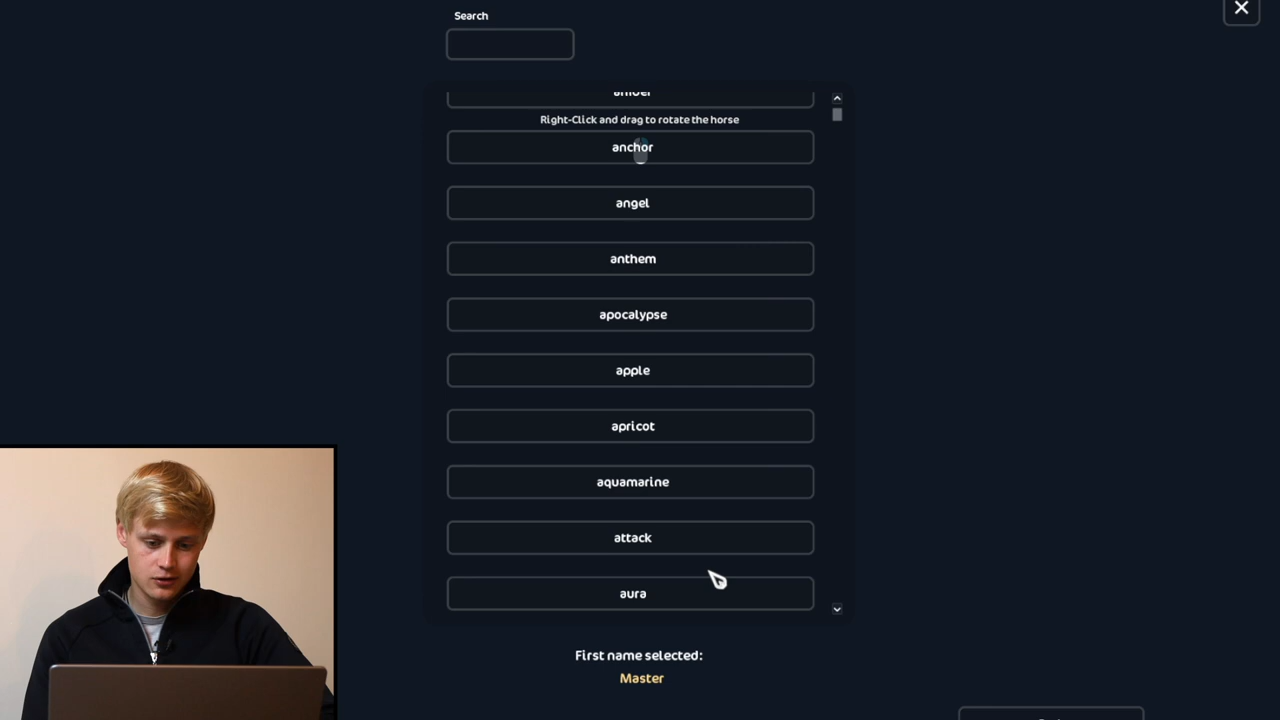 Search
amber
Right-Click and drag to rotate the horse
anchor
angel
anthem
apocalypse
apple
apricot
aquamarine
attack
aura
First name selected:
Master